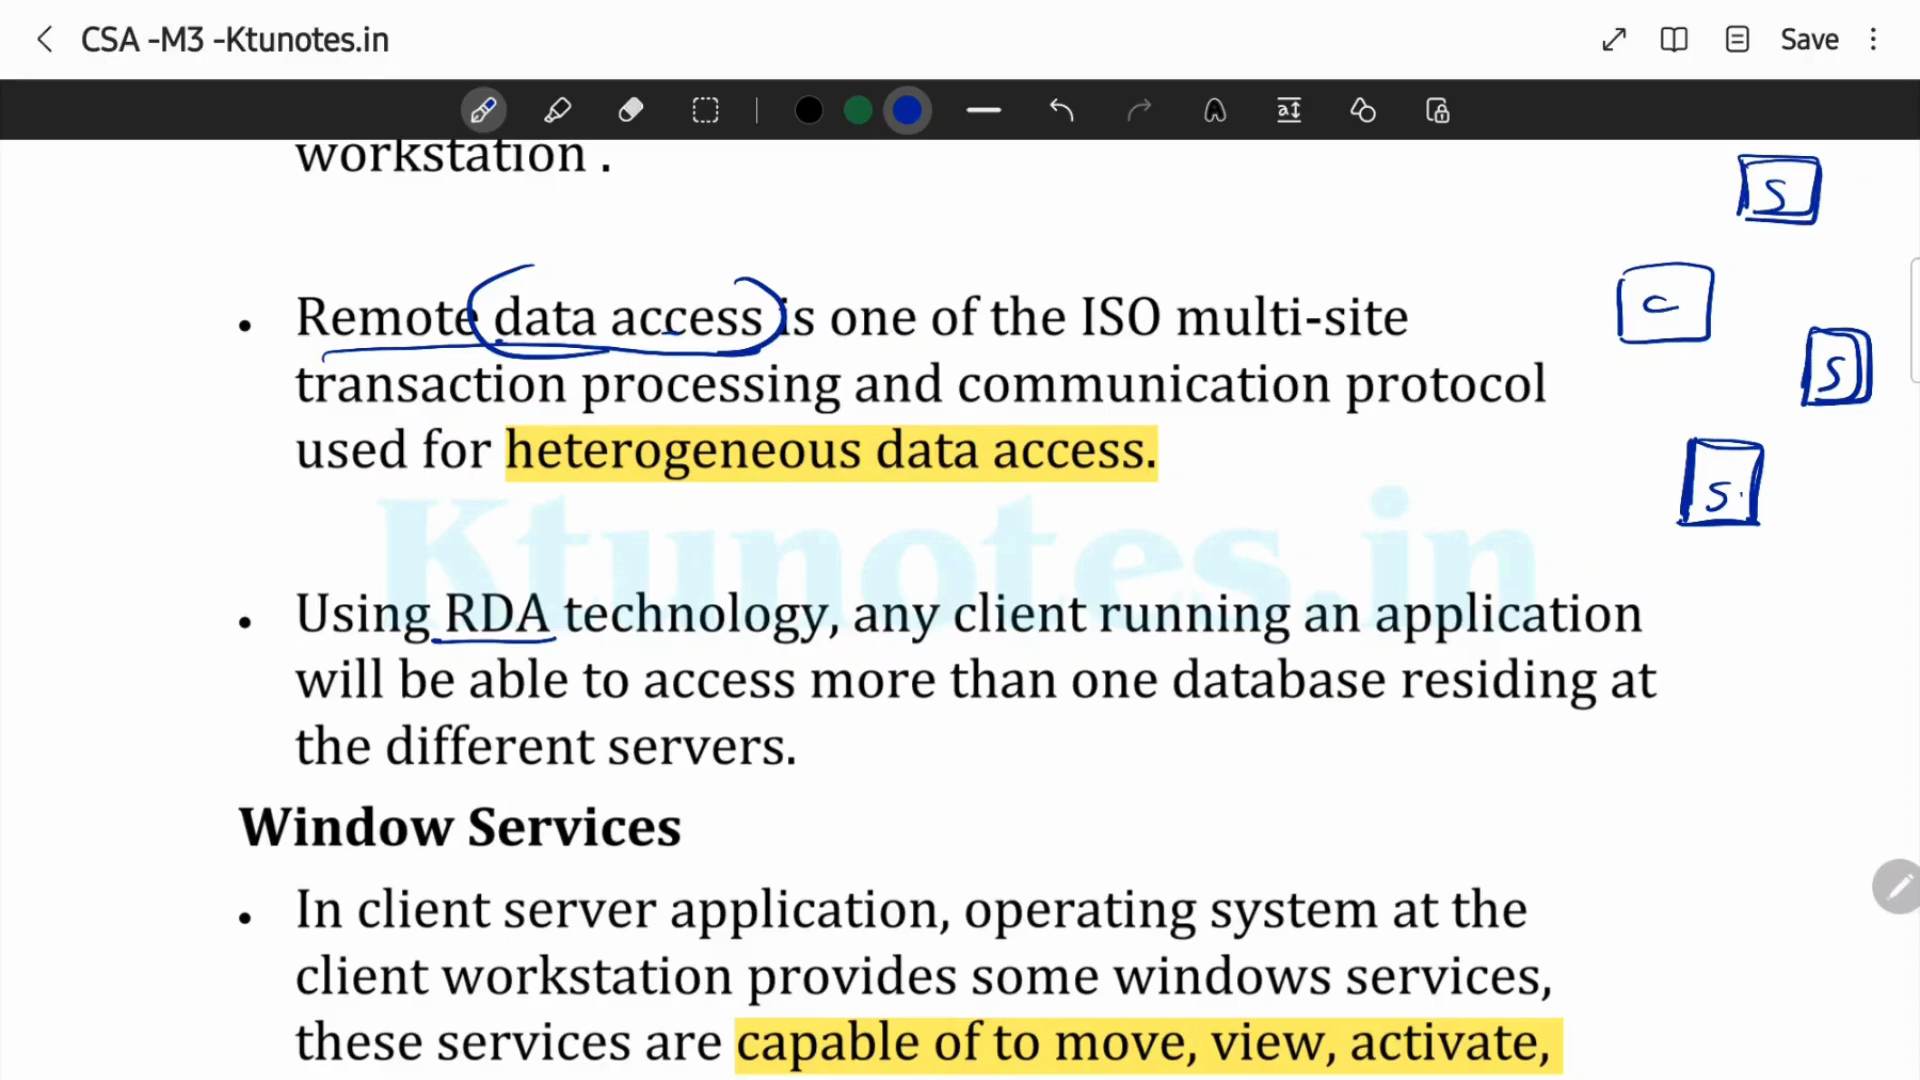 CSA -M3 -Ktunotes.in
Save
workstation .
S
• Remote data access is one of the ISO multi-site
C
transaction processing and communication protocol
S
used for heterogeneous data access.
S
Ktunotes.in
• Using RDA technology, any client running an application
will be able to access more than one database residing at
the different servers.
Window Services
• In client server application, operating system at the
client workstation provides some windows services,
these services are capable of to move, view, activate,